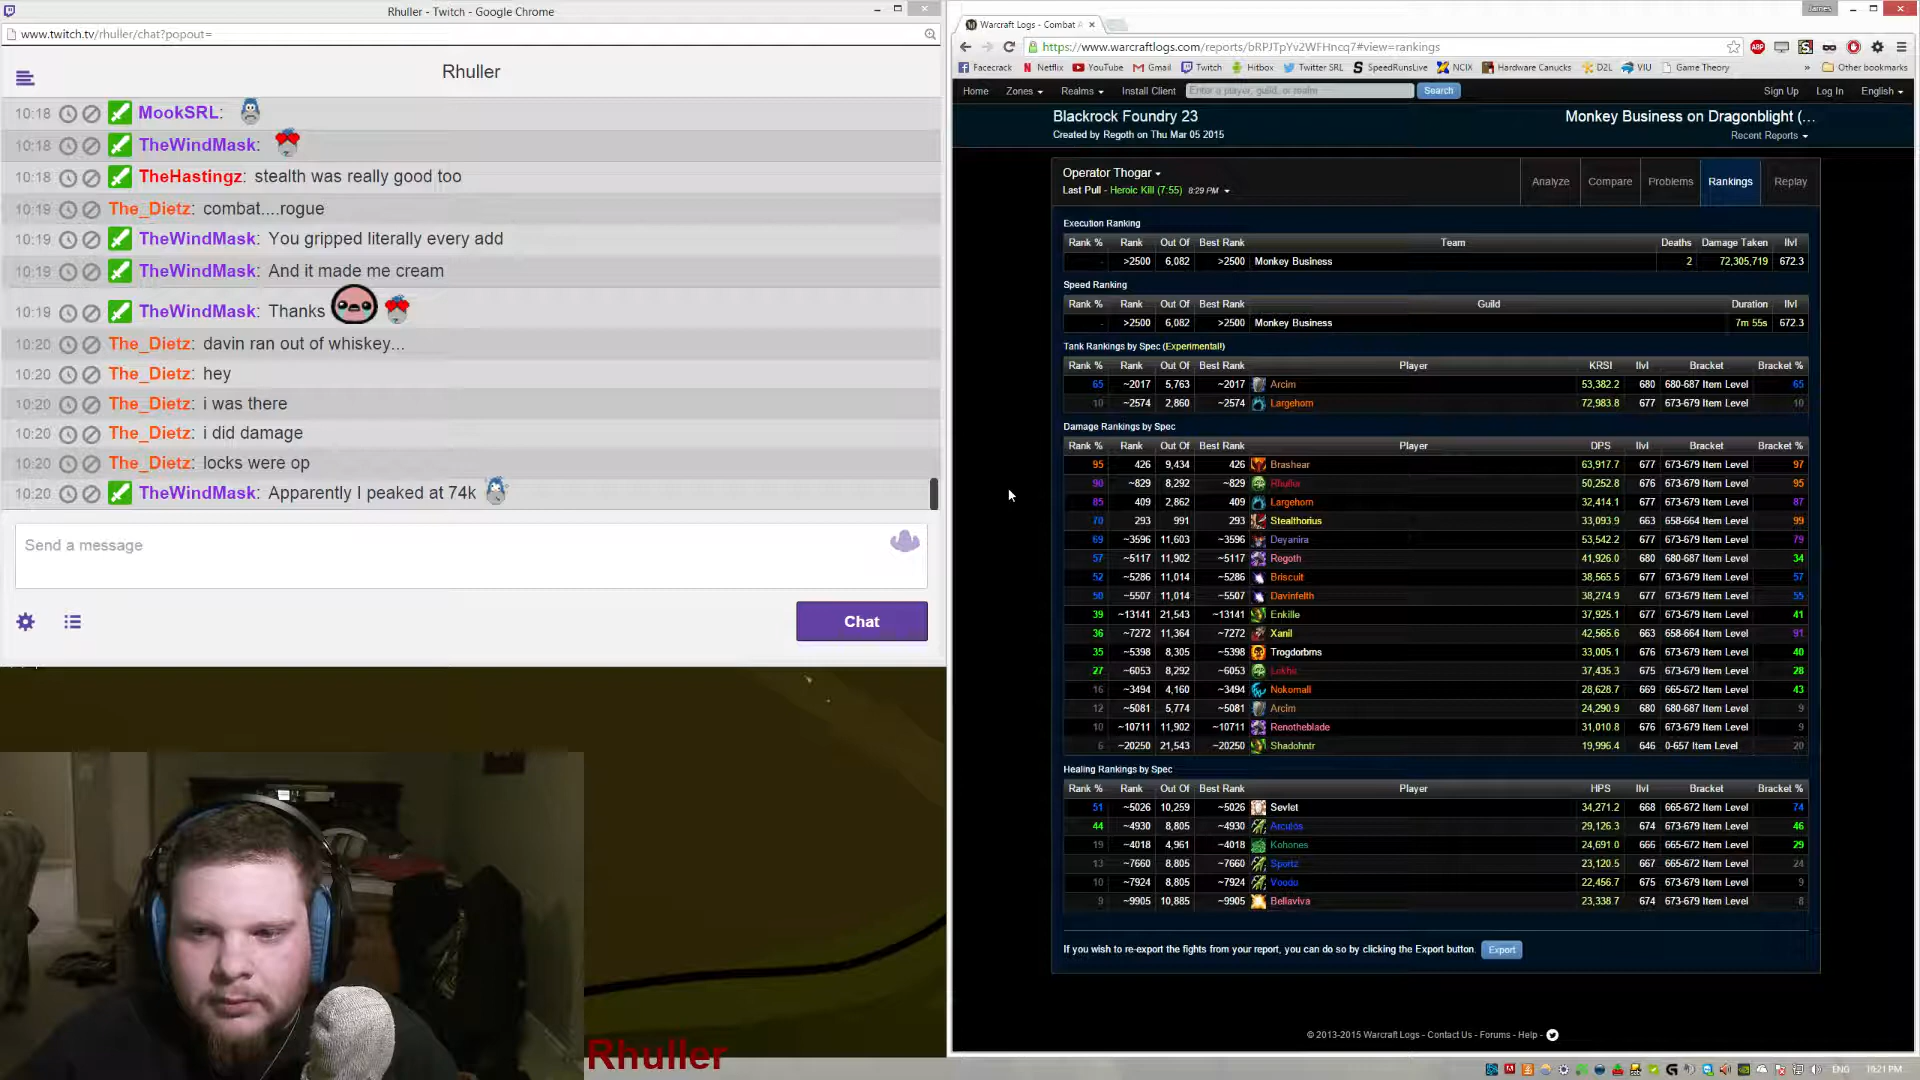 Rhuller - Twitch - Google Chrome
www.twitch.tv/rhuller/chat?popout=
Rhuller
10:18 MookSRL:
10:18 TheWindMask:
10:18 TheHastingz: stealth was really good too
10:19 The_Dietz: combat....rogue
10:19 TheWindMask: You gripped literally every add
10:19 TheWindMask: And it made me cream
10:19 TheWindMask: Thanks
10:20 The_Dietz: davin ran out of whiskey...
10:20 The_Dietz: hey
10:20 The_Dietz: i was there
10:20 The_Dietz: i did damage
10:20 The_Dietz: locks were op
10:20 TheWindMask: Apparently I peaked at 74k
Send a message
Chat
Rhuller
James
Warcraft Logs - Combat A
https://www.warcraftlogs.com/reports/bRPJTpYv2WFHncq7#view=rankings
Facecrack Netflix YouTube Gmail Twitch Hitbox Twitter SRL SpeedRunsLive NCIX Hardware Canucks D2L VIU Game Theory » Other bookmarks
Home Zones Realms Install Client Enter a player, guild, or realm Search Sign Up Log In English
Blackrock Foundry 23 Monkey Business on Dragonblight (...
Created by Regoth on Thu Mar 05 2015 Recent Reports
Operator Thogar
Last Pull - Heroic Kill (7:55) 8:29 PM
Analyze Compare Problems Rankings Replay
Execution Ranking
Rank % Rank Out Of Best Rank Team Deaths Damage Taken Ilvl
- >2500 6,082 >2500 Monkey Business 2 72,305,719 672.3
Speed Ranking
Rank % Rank Out Of Best Rank Guild Duration Ilvl
- >2500 6,082 >2500 Monkey Business 7m 55s 672.3
Tank Rankings by Spec (Experimental!)
Rank % Rank Out Of Best Rank Player KRSI Ilvl Bracket Bracket %
65 ~2017 5,763 ~2017 Arcim 53,382.2 680 680-687 Item Level 65
10 ~2574 2,860 ~2574 Largehorn 72,983.8 677 673-679 Item Level 10
Damage Rankings by Spec
Rank % Rank Out Of Best Rank Player DPS Ilvl Bracket Bracket %
95 426 9,434 426 Brashear 63,917.7 677 673-679 Item Level 97
90 ~829 8,292 ~829 Rhuller 50,252.8 676 673-679 Item Level 95
85 409 2,862 409 Largehorn 32,414.1 677 673-679 Item Level 87
70 293 991 293 Stealthorius 33,093.9 663 658-664 Item Level 99
69 ~3596 11,603 ~3596 Deyanira 53,542.2 677 673-679 Item Level 79
57 ~5117 11,902 ~5117 Regoth 41,926.0 680 680-687 Item Level 34
52 ~5286 11,014 ~5286 Briscuit 38,565.5 677 673-679 Item Level 57
50 ~5507 11,014 ~5507 Davinfelth 38,274.9 677 673-679 Item Level 55
39 ~13141 21,543 ~13141 Enkille 37,925.1 677 673-679 Item Level 41
36 ~7272 11,364 ~7272 Xanil 42,565.6 663 658-664 Item Level 91
35 ~5398 8,305 ~5398 Trogdorbrns 33,005.1 676 673-679 Item Level 40
27 ~6053 8,292 ~6053 37,435.3 675 673-679 Item Level 28
16 ~3494 4,160 ~3494 Nokomali 28,628.7 669 665-672 Item Level 43
12 ~5081 5,774 ~5081 Arcim 24,290.9 680 680-687 Item Level 9
10 ~10711 11,902 ~10711 Renotheblade 31,010.8 676 673-679 Item Level 9
6 ~20250 21,543 ~20250 Shadohntr 19,996.4 646 0-657 Item Level 20
Healing Rankings by Spec
Rank % Rank Out Of Best Rank Player HPS Ilvl Bracket Bracket %
51 ~5026 10,259 ~5026 Sevlet 34,271.2 668 665-672 Item Level 74
44 ~4930 8,805 ~4930 Arculos 29,126.3 674 673-679 Item Level 46
19 ~4018 4,961 ~4018 Kohones 24,691.0 666 665-672 Item Level 29
13 ~7660 8,805 ~7660 Sportz 23,120.5 667 665-672 Item Level 24
10 ~7924 8,805 ~7924 Voodu 22,456.7 675 673-679 Item Level 9
9 ~9905 10,885 ~9905 Bellaviva 23,338.7 674 673-679 Item Level 8
If you wish to re-export the fights from your report, you can do so by clicking the Export button. Export
© 2013-2015 Warcraft Logs - Contact Us - Forums - Help -
ENG 10:21 PM